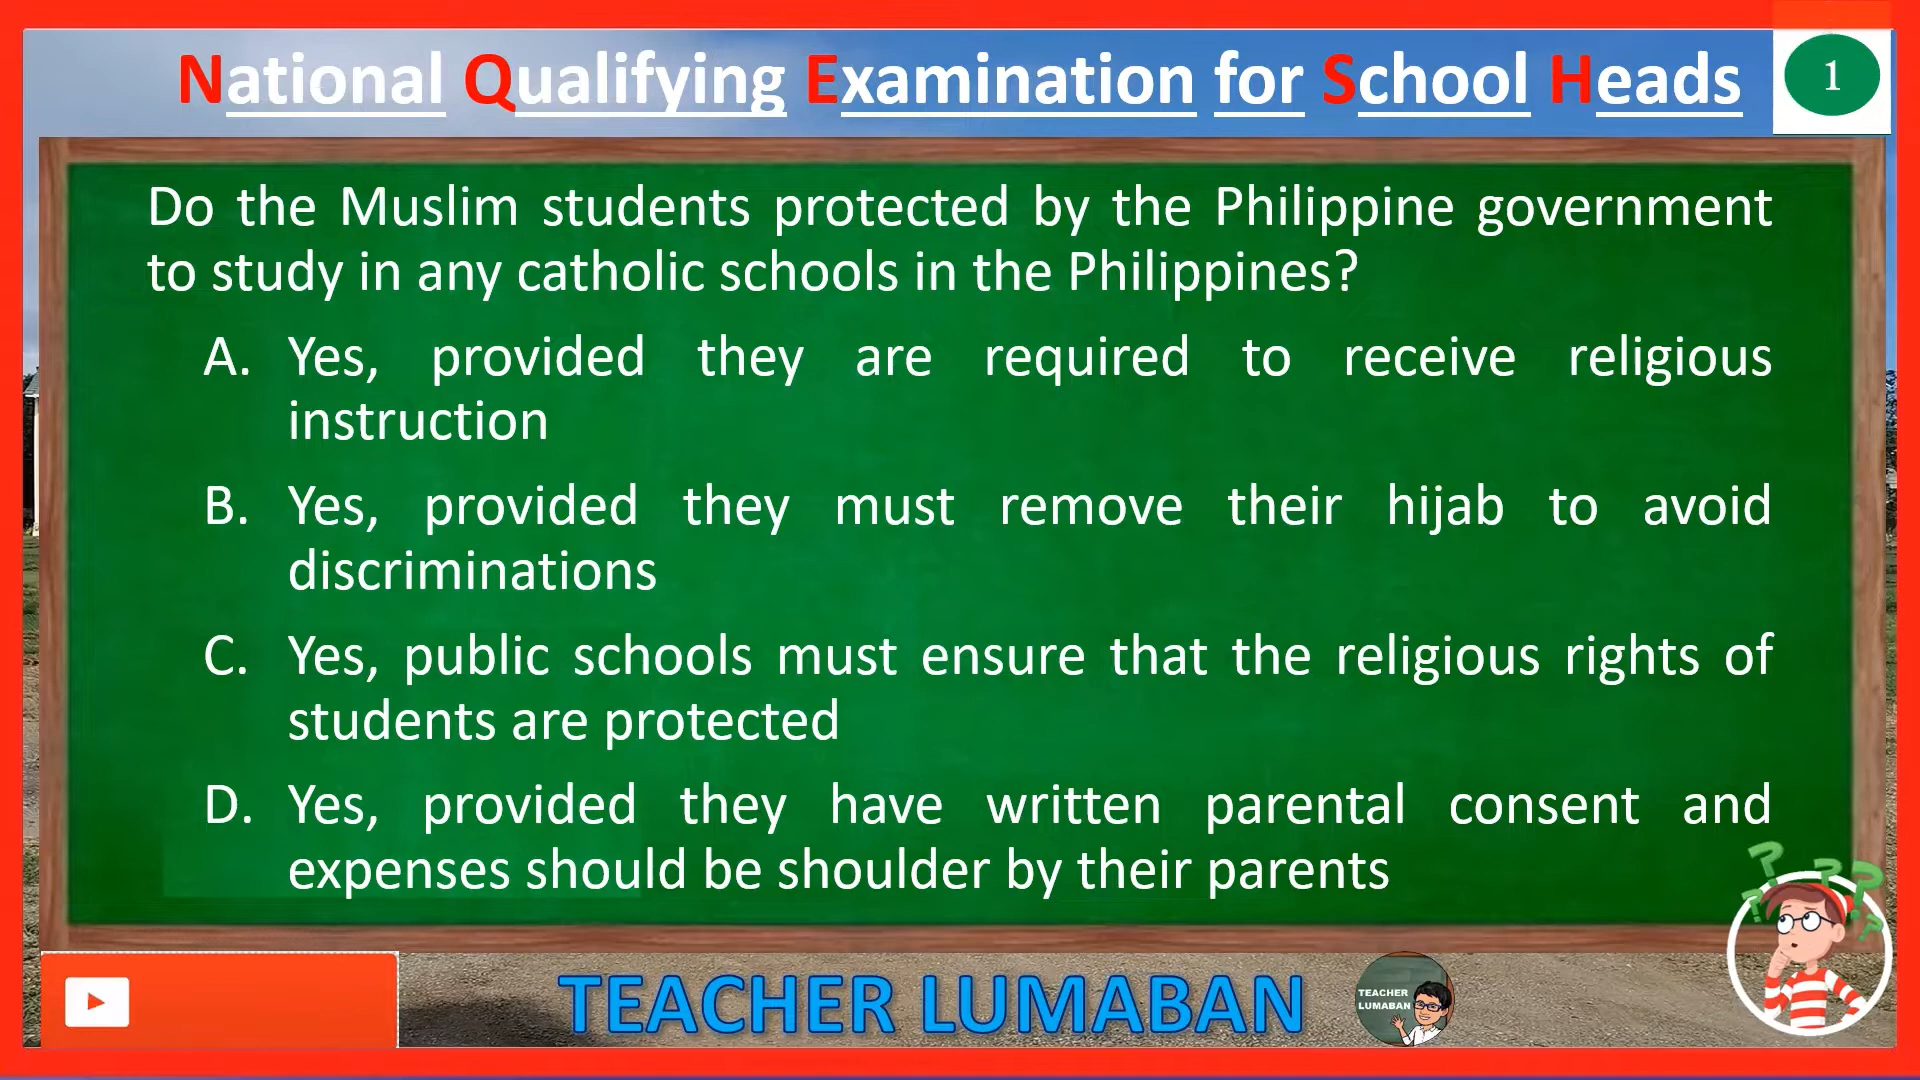 National Qualifying Examination for School Heads
1
Do the Muslim students protected by the Philippine government
to study in any catholic schools in the Philippines?
A. Yes, provided they are required to receive religious
instruction
B. Yes, provided they must remove their hijab to avoid
discriminations
C. Yes, public schools must ensure that the religious rights of
students are protected
D. Yes, provided they have written parental consent and
expenses should be shoulder by their parents
TEACHER LUMABAN
TEACHER
LUMABAN